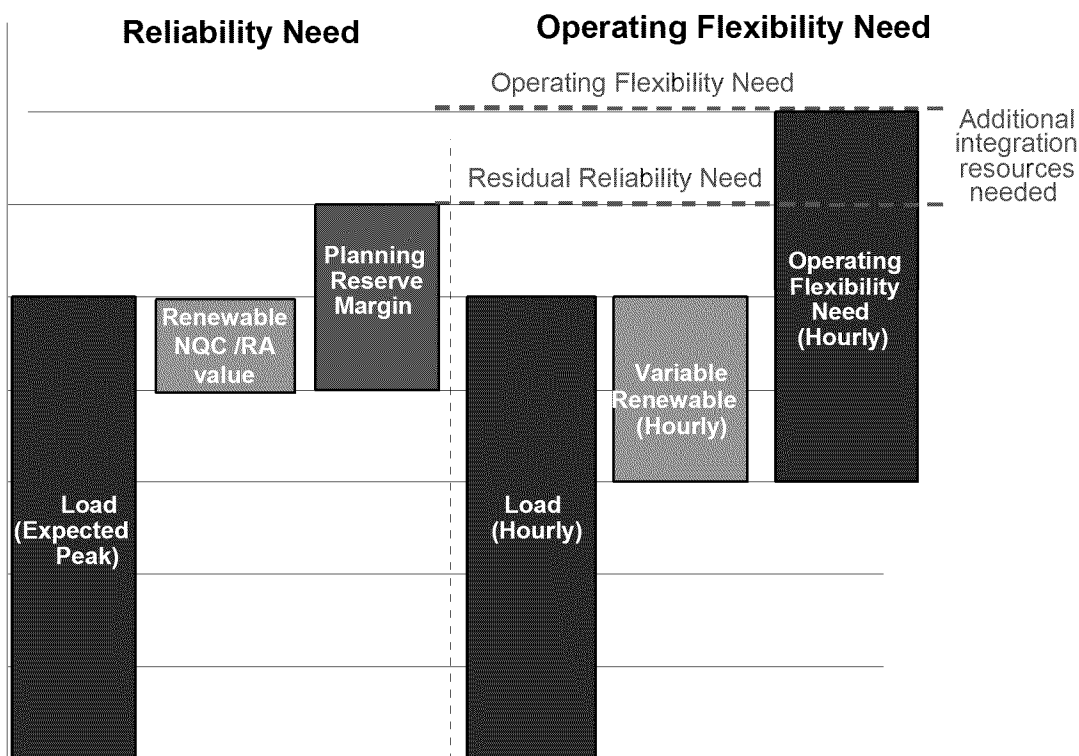 Reliability Need
Operating Flexibility Need
Operating Flexibility Need
Additional
integration
resources
needed
Residual Reliability Need
Planning
Reserve
Margin
Renewable
NQC /RA
value
Load
(Expected
Peak)
Load
(Hourly)
Variable
Renewable
(Hourly)
Operating
Flexibility
Need
(Hourly)